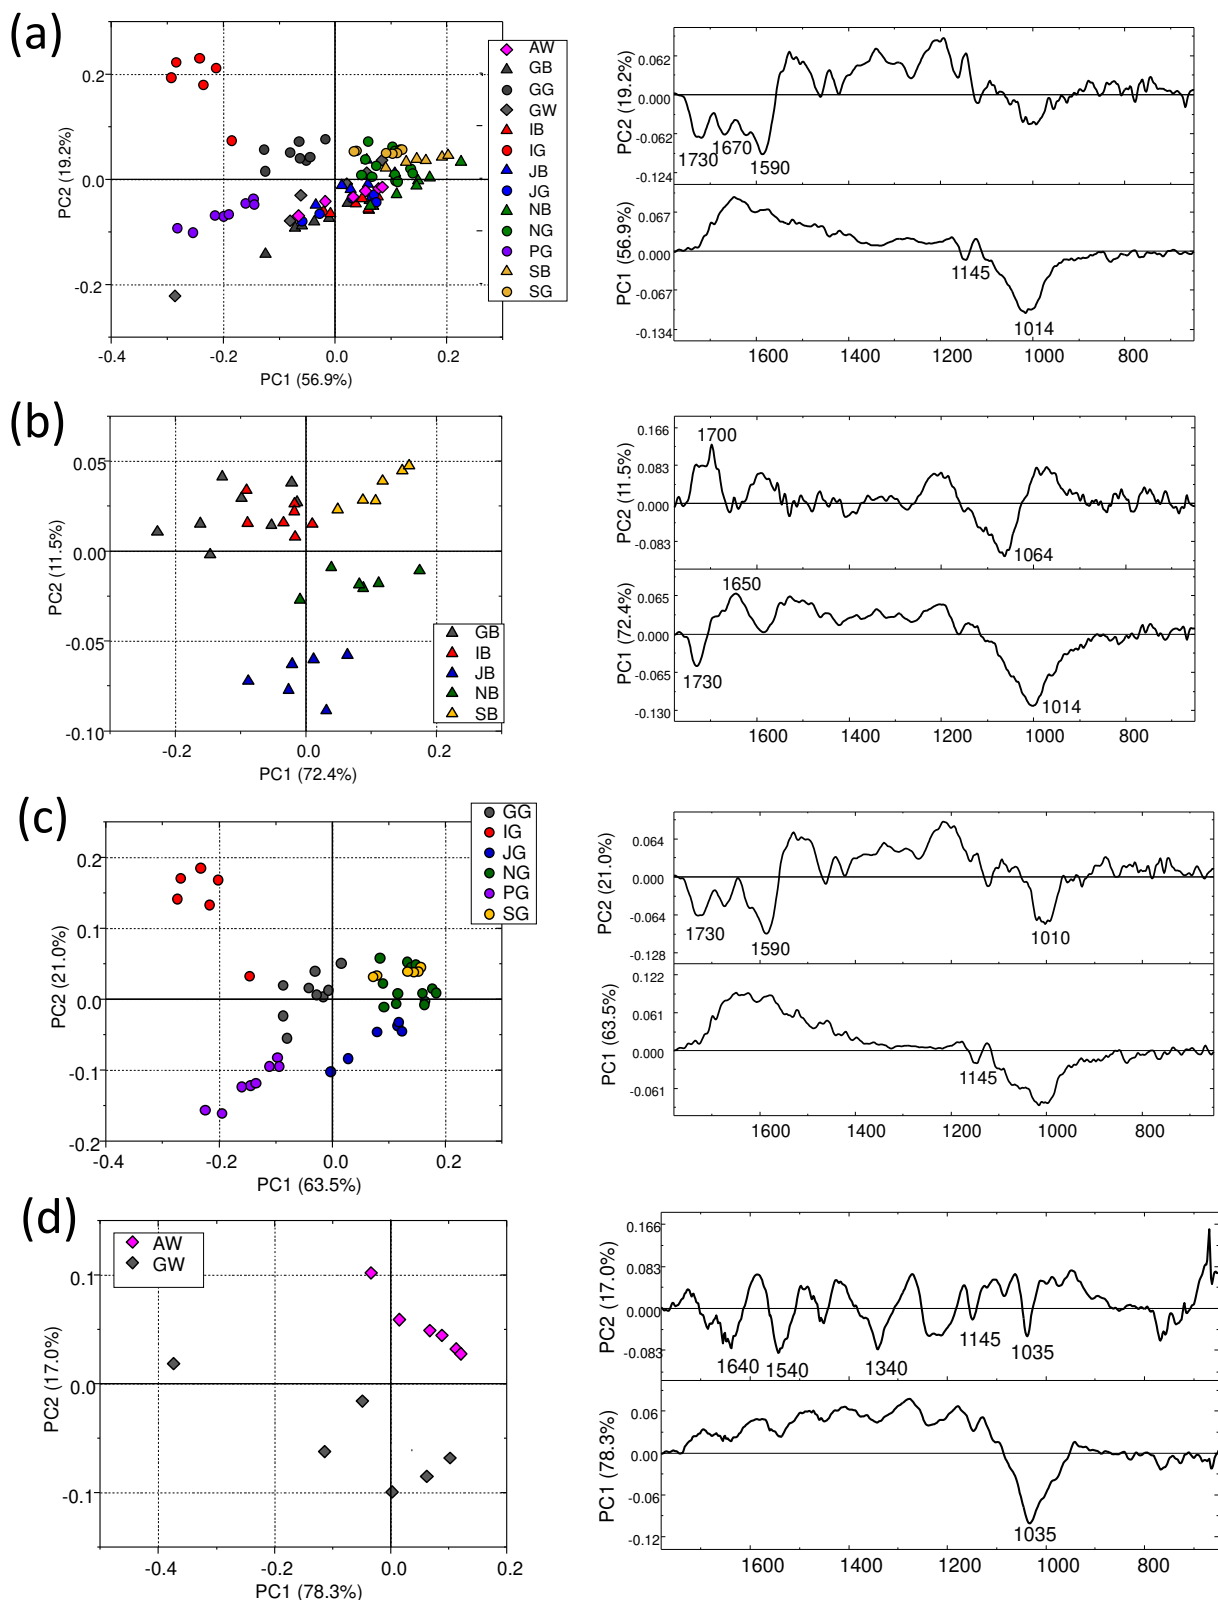 (a)
0.2
0.0
-0.2
PC2 (19.2%)
-0.4
-0.2
0.0
0.2
PC1 (56.9%)
AW
GB
GG
GW
IB
IG
JB
JG
NB
NG
PG
SB
SG
PC2 (19.2%)
0.062
0.000
-0.062
-0.124
1730
1670
1590
PC1 (56.9%)
0.067
0.000
-0.067
-0.134
1145
1014
1600
1400
1200
1000
800
(b)
0.05
0.00
-0.05
-0.10
PC2 (11.5%)
-0.2
0.0
0.2
PC1 (72.4%)
GB
IB
JB
NB
SB
PC2 (11.5%)
0.166
0.083
0.000
-0.083
1700
1064
PC1 (72.4%)
0.065
0.000
-0.065
-0.130
1650
1730
1014
1600
1400
1200
1000
800
(c)
0.2
0.1
0.0
-0.1
-0.2
PC2 (21.0%)
-0.4
-0.2
0.0
0.2
PC1 (63.5%)
GG
IG
JG
NG
PG
SG
PC2 (21.0%)
0.064
0.000
-0.064
-0.128
1730
1590
1010
PC1 (63.5%)
0.122
0.061
0.000
-0.061
1145
1600
1400
1200
1000
800
(d)
0.1
0.0
-0.1
PC2 (17.0%)
-0.4
-0.2
0.0
0.2
PC1 (78.3%)
AW
GW
PC2 (17.0%)
0.166
0.083
0.000
-0.083
1640
1540
1340
1145
1035
PC1 (78.3%)
0.06
0.00
-0.06
-0.12
1035
1600
1400
1200
1000
800